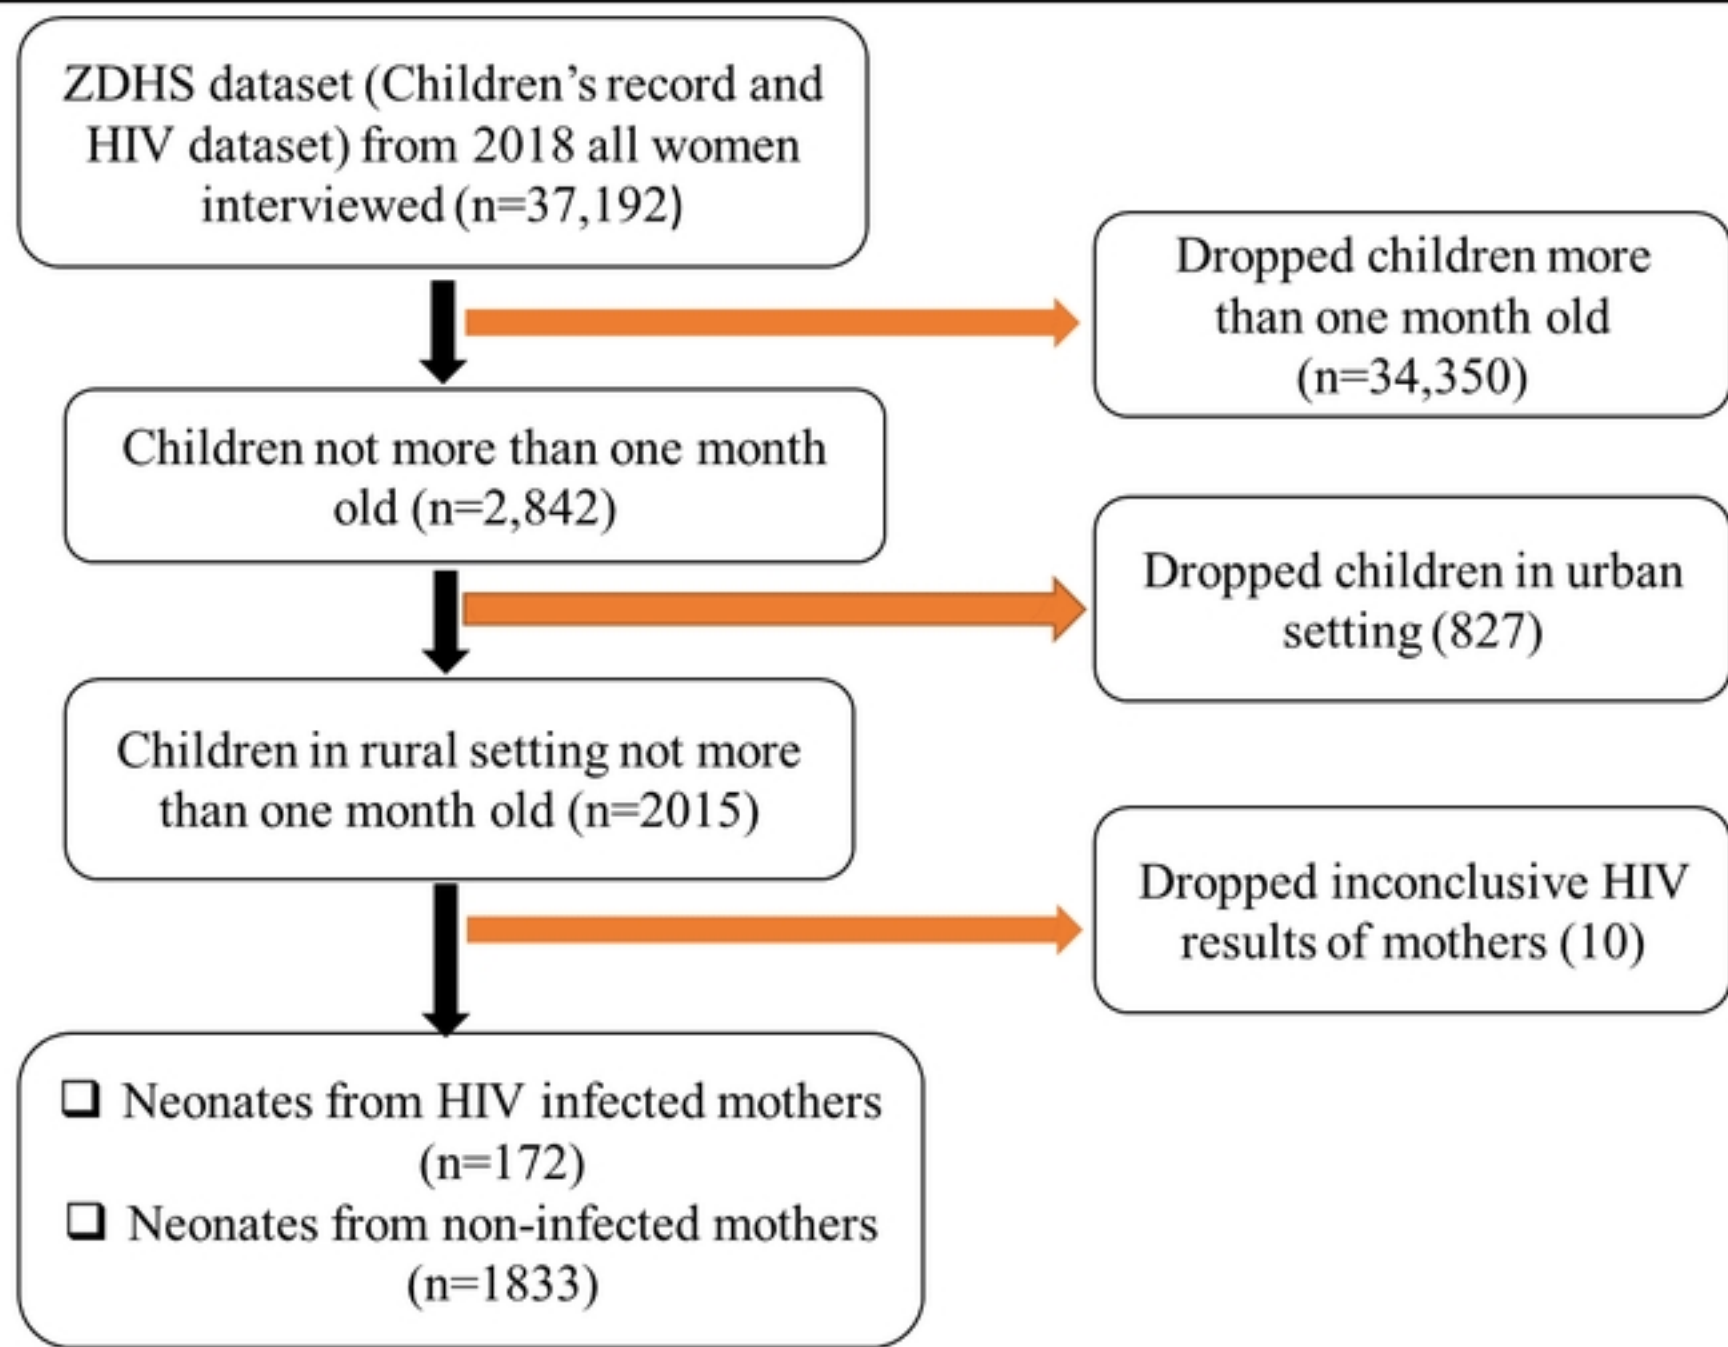 ZDHS dataset (Children's record and
HIV dataset) from 2018 all women
interviewed (n=37,192)
Dropped children more
than one month old
(n=34,350)
Children not more than one month
old (n=2,842)
Dropped children in urban
setting (827)
Children in rural setting not more
than one month old (n=2015)
Dropped inconclusive HIV
results of mothers (10)
❑ Neonates from HIV infected mothers
(n=172)
❑ Neonates from non-infected mothers
(n=1833)